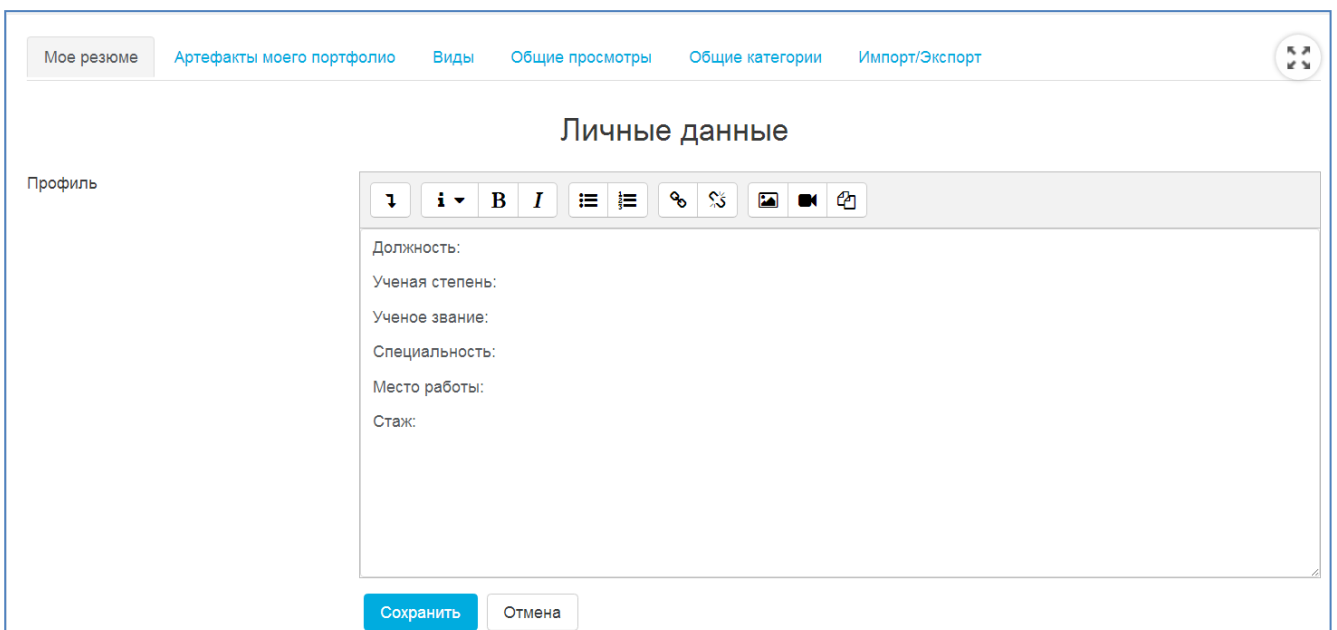 Мое резюме Артефакты моего портфолио Виды Общие просмотры Общие категории Импорт/Экспорт
Личные данные
Профиль
B I
Должность:
Ученая степень:
Ученое звание:
Специальность:
Место работы:
Стаж:
Сохранить Отмена